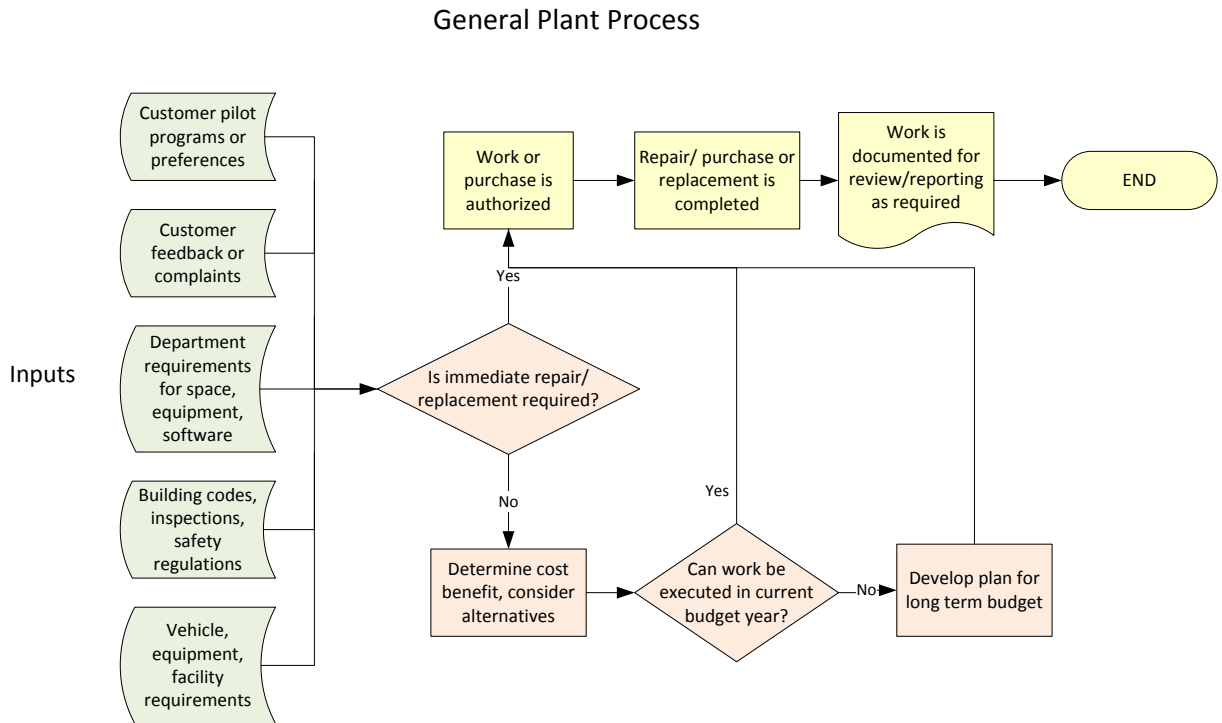 General Plant Process
Inputs
Customer pilot
programs or
preferences
Customer
feedback or
complaints
Department
requirements
for space,
equipment,
software
Building codes,
inspections,
safety
regulations
Vehicle,
equipment,
facility
requirements
Work or
purchase is
authorized
Repair/ purchase or
replacement is
completed
Work is
documented for
review/reporting
as required
END
Yes
Is immediate repair/
replacement required?
No
Determine cost
benefit, consider
alternatives
Yes
Can work be
executed in current
budget year?
No
Develop plan for
long term budget